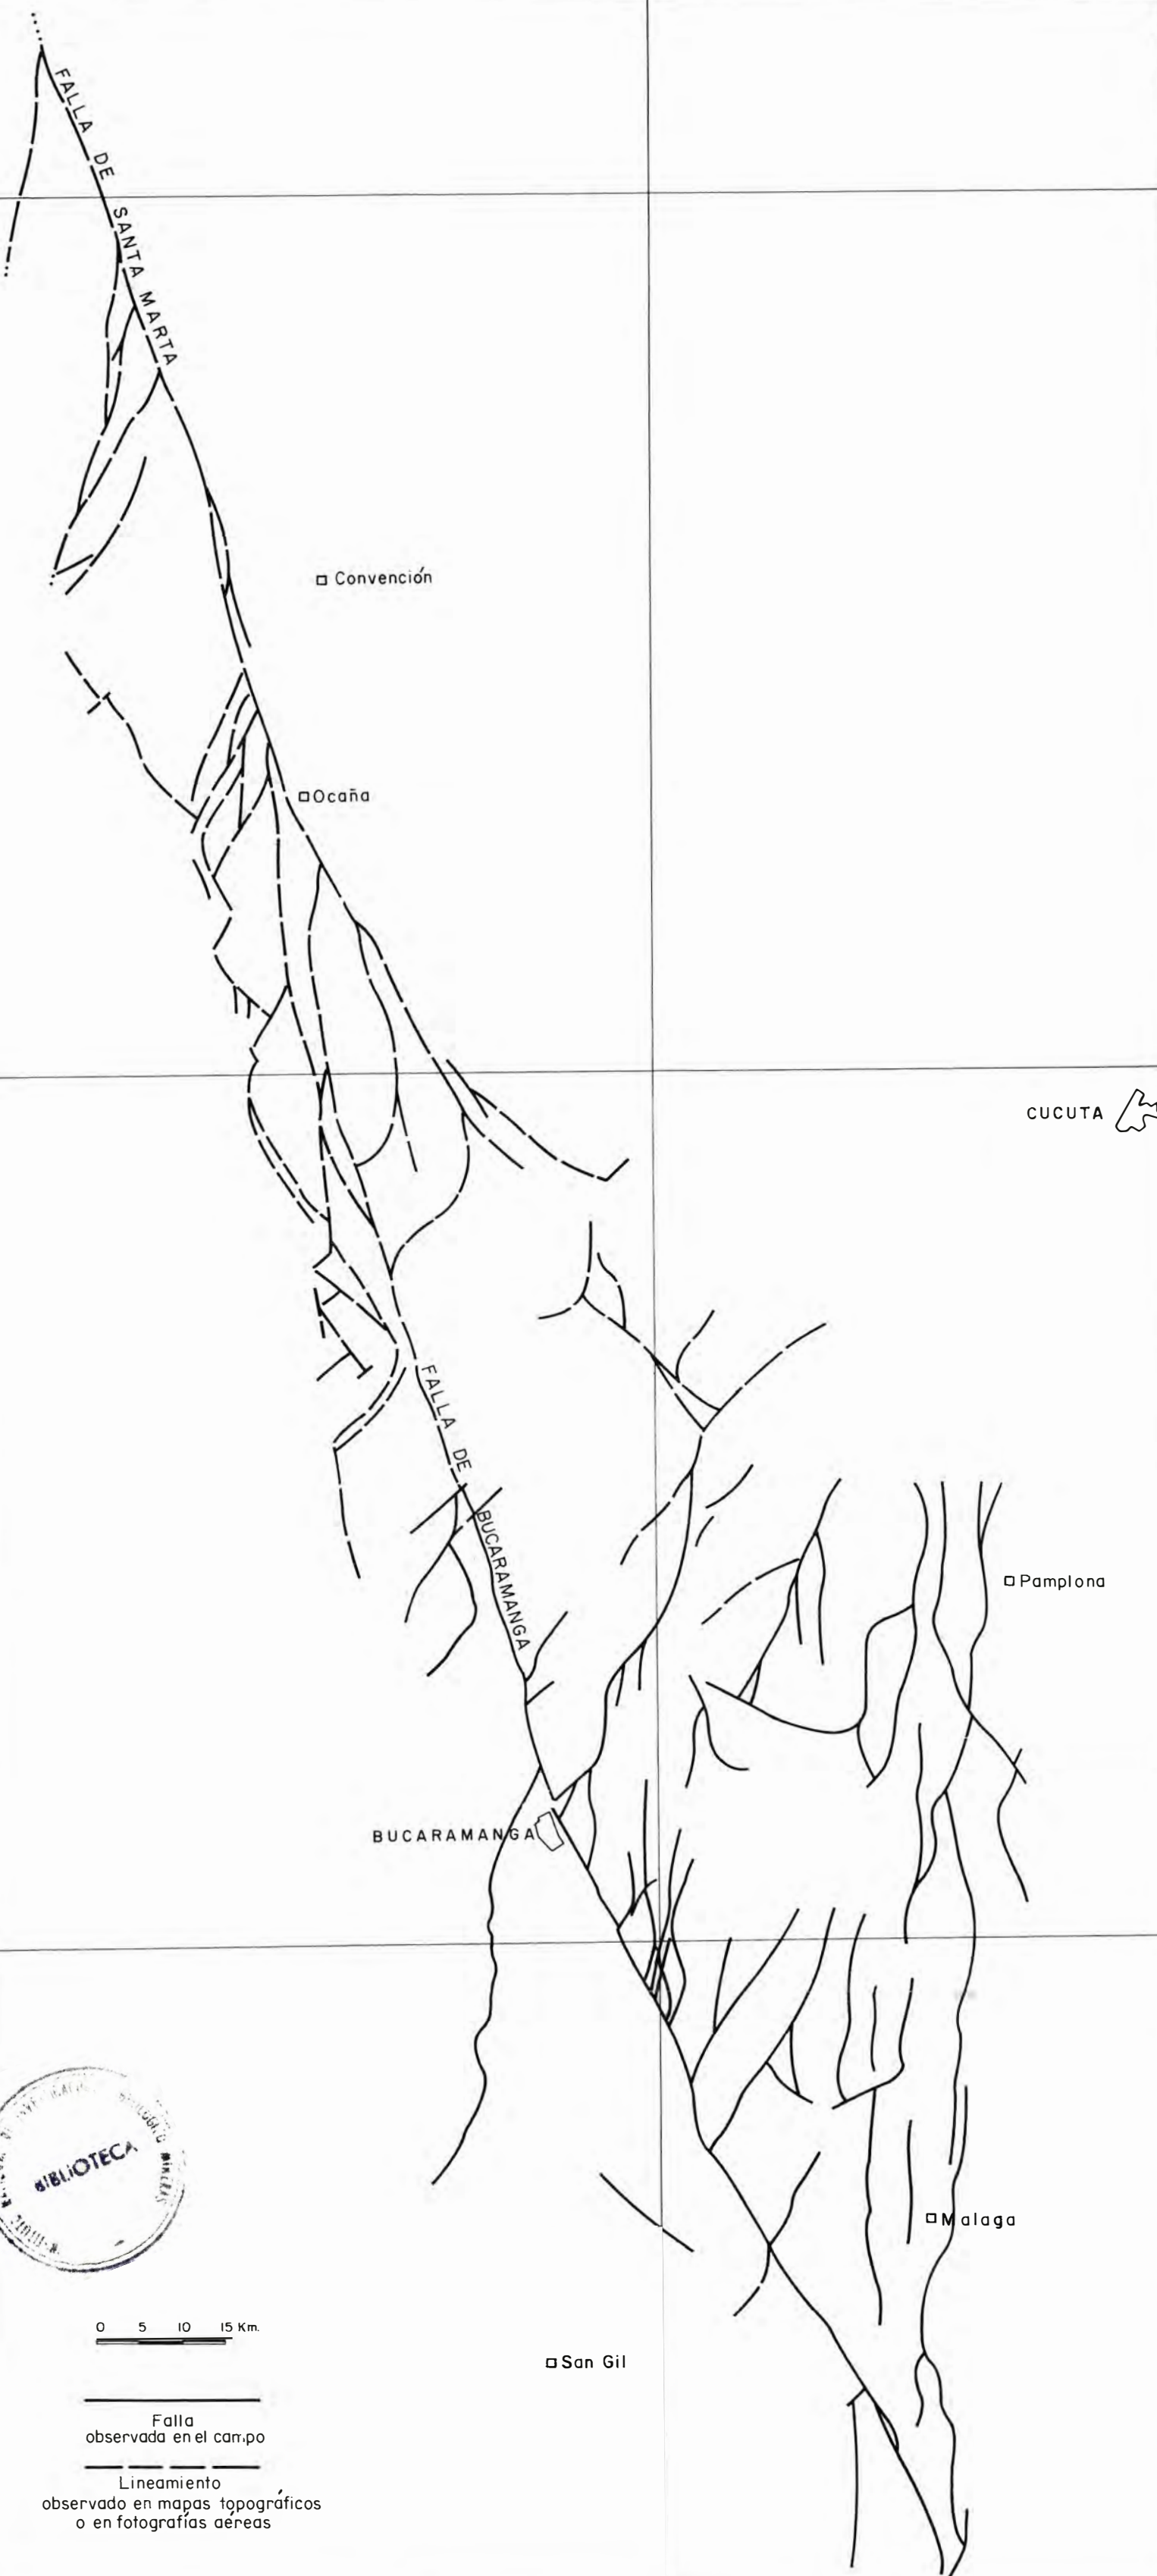 FALLA DE SANTA MARTA
Convención
Ocaña
CUCUTA
FALLA DE BUCARAMANGA
Pamplona
BUCARAMANGA
BIBLIOTECA
Malaga
0 5 10 15 Km.
San Gil
Falla
observada en el campo
Lineamiento
observado en mapas topográficos
o en fotografías aéreas